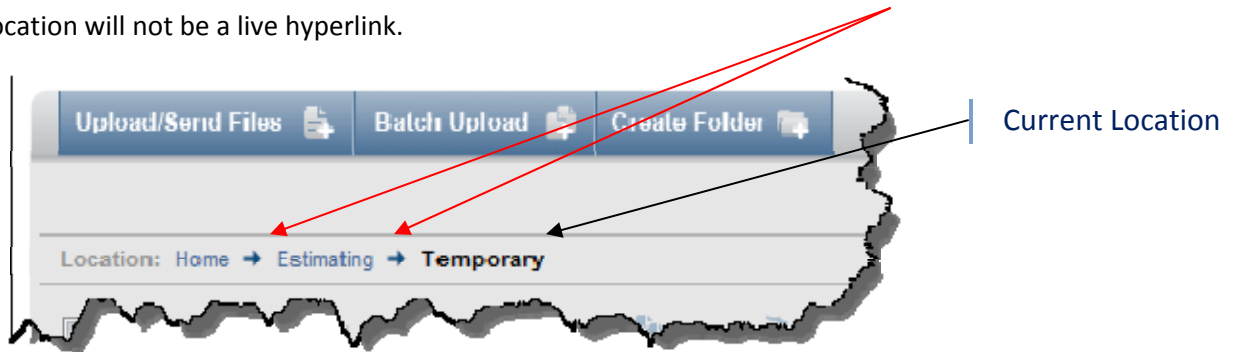 ocation will not be a live hyperlink.
Upload/Send Files Batch Upload Create Folder
Current Location
Location: Home → Estimating → Temporary